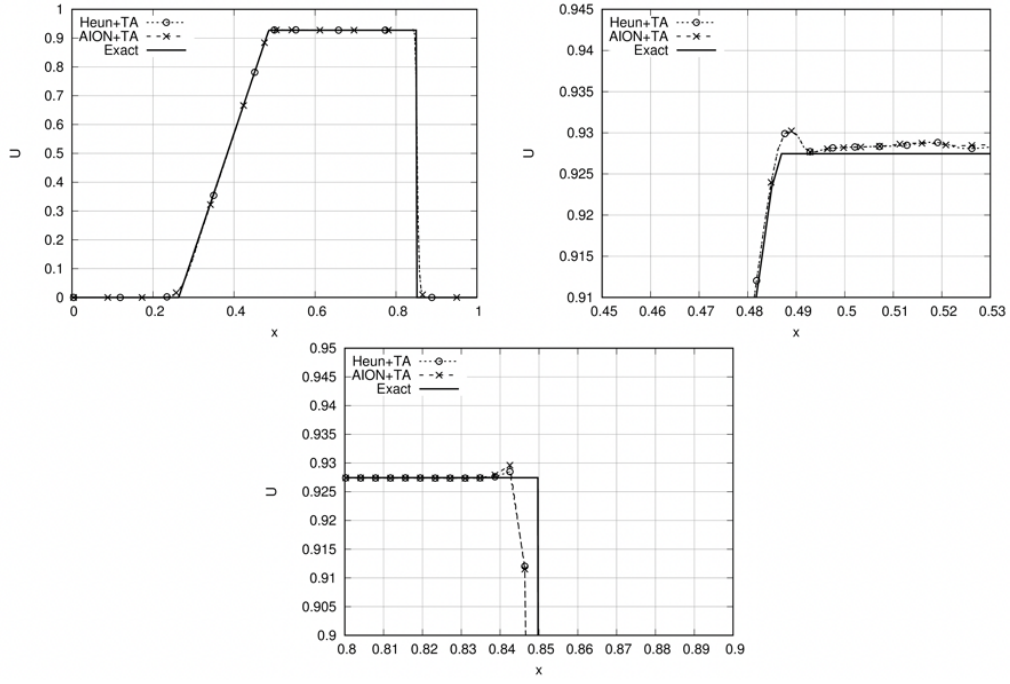 1
0.9
0.8
0.7
0.6
0.5
0.4
0.3
0.2
0.1
0
U
Heun+TA
AION+TA
Exact
0 0.2 0.4 0.6 0.8 1
x
0.945
0.94
0.935
0.93
0.925
0.92
0.915
0.91
U
Heun+TA
AION+TA
Exact
0.45 0.46 0.47 0.48 0.49 0.5 0.51 0.52 0.53
x
0.95
0.945
0.94
0.935
0.93
0.925
0.92
0.915
0.91
0.905
0.9
U
Heun+TA
AION+TA
Exact
0.8 0.81 0.82 0.83 0.84 0.85 0.86 0.87 0.88 0.89 0.9
x